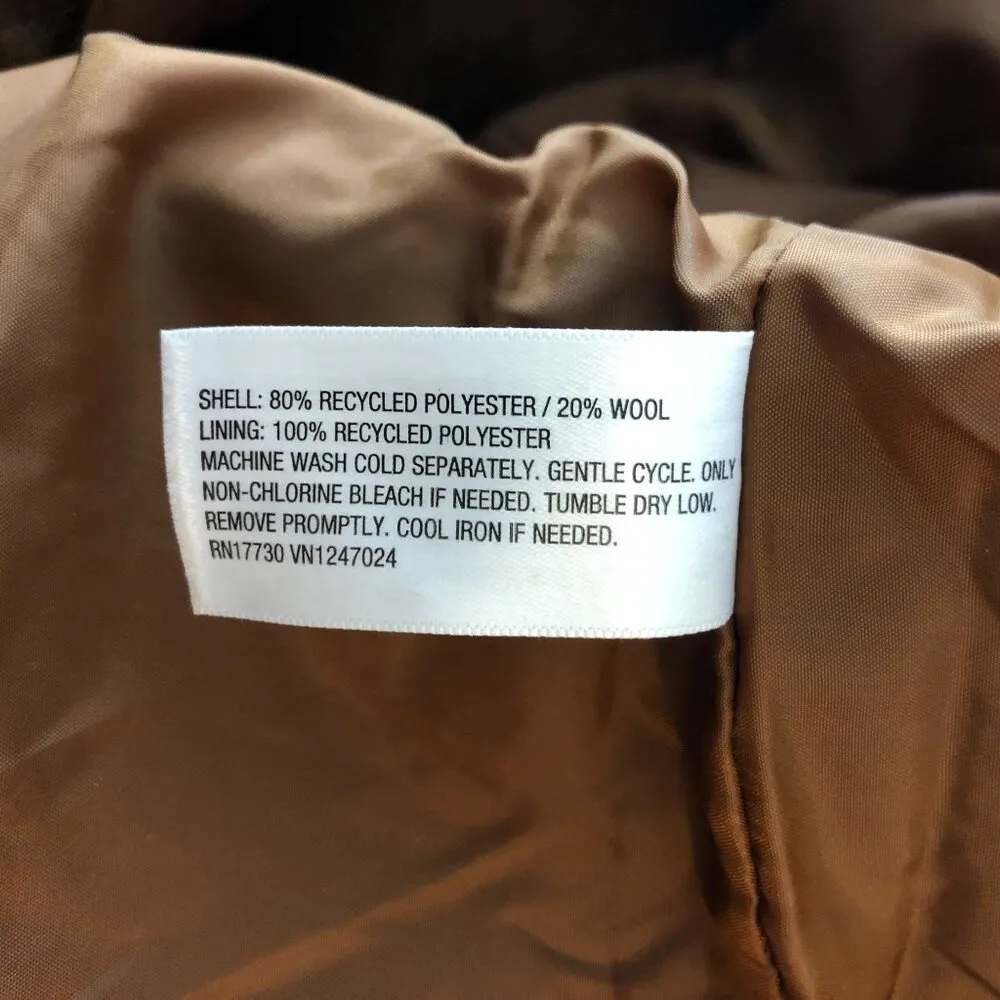 SHELL: 80% RECYCLED POLYESTER / 20% WOOL
LINING: 100% RECYCLED POLYESTER
MACHINE WASH COLD SEPARATELY. GENTLE CYCLE. ONLY
NON-CHLORINE BLEACH IF NEEDED. TUMBLE DRY LOW.
REMOVE PROMPTLY. COOL IRON IF NEEDED.
RN17730 VN1247024